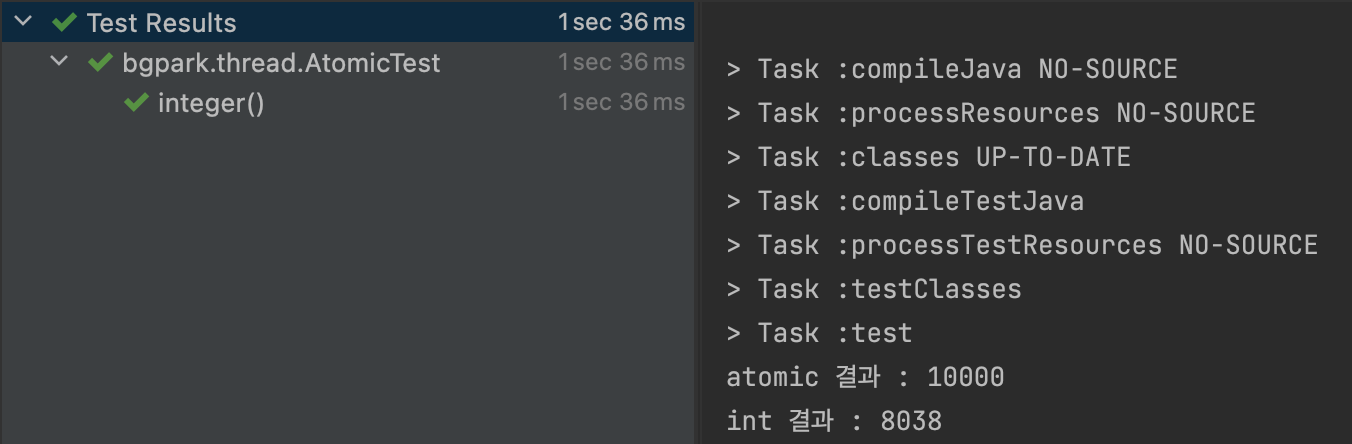 Test Results 1 sec 36 ms
bgpark.thread.AtomicTest 1 sec 36 ms
integer() 1 sec 36 ms
> Task :compileJava NO-SOURCE
> Task :processResources NO-SOURCE
> Task :classes UP-TO-DATE
> Task :compileTestJava
> Task :processTestResources NO-SOURCE
> Task :testClasses
> Task :test
atomic 결과 : 10000
int 결과 : 8038